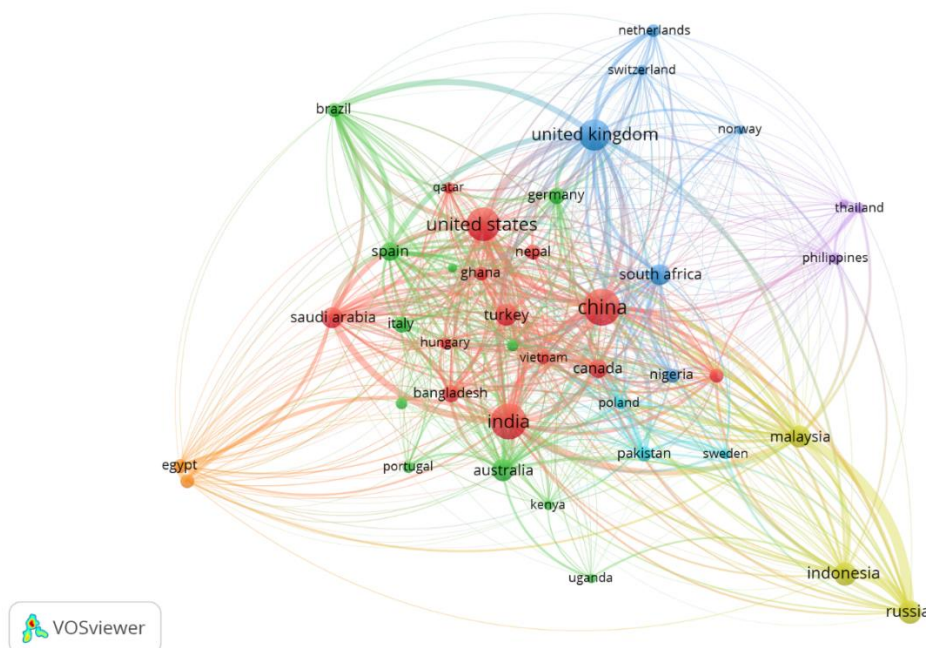 netherlands
switzerland
brazil
united kingdom
norway
qatar
germany
thailand
united states
spain
nepal
philippines
ghana
south africa
china
saudi arabia
italy
turkey
hungary
vietnam
canada
nigeria
bangladesh
poland
india
malaysia
egypt
portugal
australia
pakistan
sweden
kenya
uganda
indonesia
russia
VOSviewer